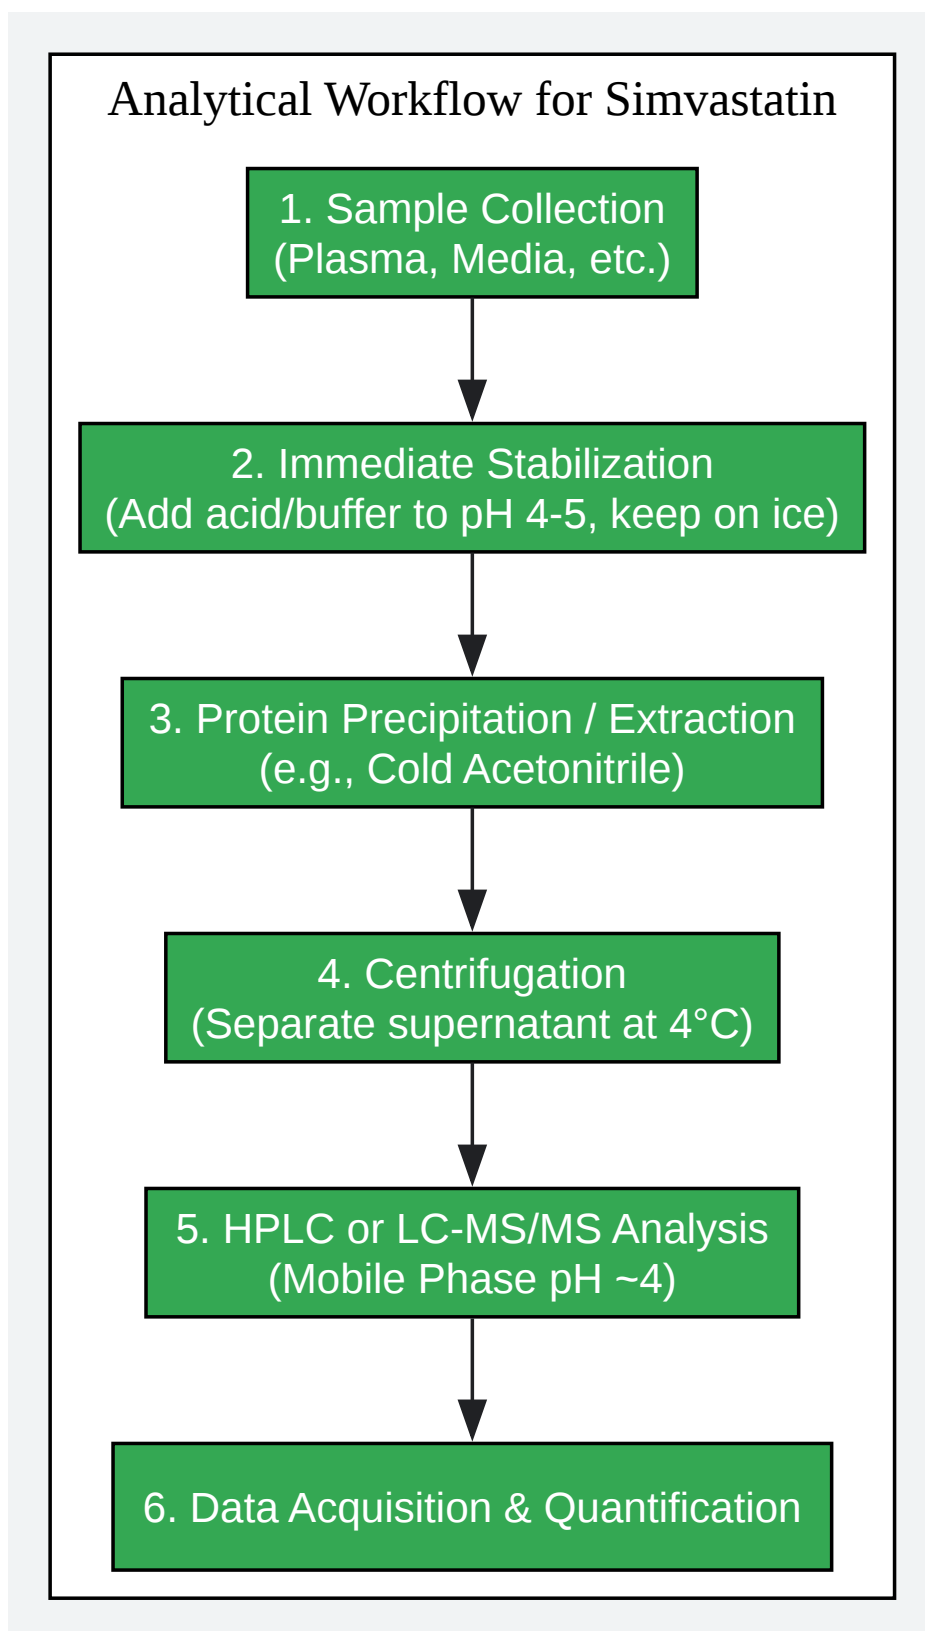 Analytical Workflow for Simvastatin
1. Sample Collection
(Plasma, Media, etc.)
2. Immediate Stabilization
(Add acid/buffer to pH 4-5, keep on ice)
3. Protein Precipitation / Extraction
(e.g., Cold Acetonitrile)
4. Centrifugation
(Separate supernatant at 4°C)
5. HPLC or LC-MS/MS Analysis
(Mobile Phase pH ~4)
6. Data Acquisition & Quantification